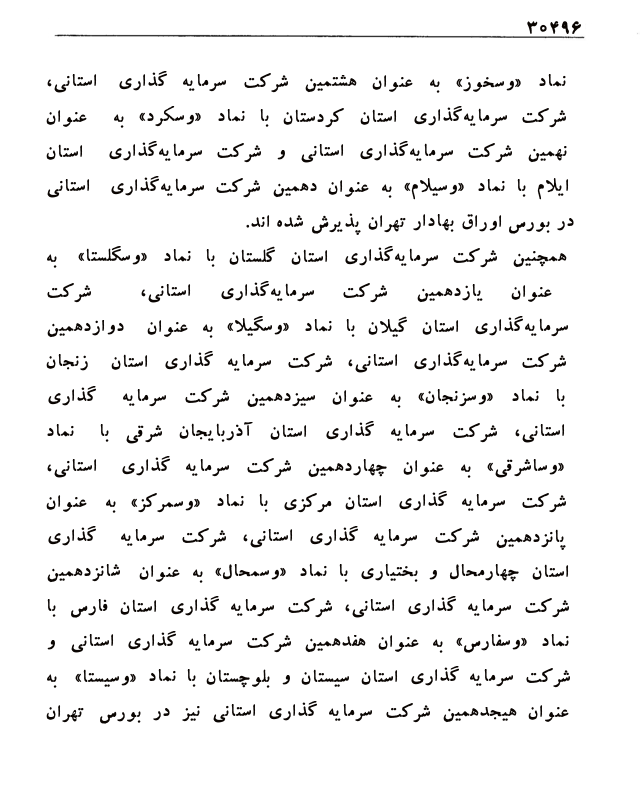 ۳۰۴۹۶
نماد «وسخوز» به عنوان هشتمین شرکت سرمایه گذاری استانی،
شرکت سرمایه‌گذاری استان کردستان با نماد «وسکرد» به عنوان
نهمین شرکت سرمایه‌گذاری استانی و شرکت سرمایه‌گذاری استان
ایلام با نماد «وسیلام» به عنوان دهمین شرکت سرمایه‌گذاری استانی
در بورس اوراق بهادار تهران پذیرش شده اند.
همچنین شرکت سرمایه‌گذاری استان گلستان با نماد «وسگلستا» به
عنوان یازدهمین شرکت سرمایه‌گذاری استانی، شرکت
سرمایه‌گذاری استان گیلان با نماد «وسگیلا» به عنوان دوازدهمین
شرکت سرمایه‌گذاری استانی، شرکت سرمایه گذاری استان زنجان
با نماد «وسزنجان» به عنوان سیزدهمین شرکت سرمایه گذاری
استانی، شرکت سرمایه گذاری استان آذربایجان شرقی با نماد
«وساشرقی» به عنوان چهاردهمین شرکت سرمایه گذاری استانی،
شرکت سرمایه گذاری استان مرکزی با نماد «وسمرکز» به عنوان
پانزدهمین شرکت سرمایه گذاری استانی، شرکت سرمایه گذاری
استان چهارمحال و بختیاری با نماد «وسمحال» به عنوان شانزدهمین
شرکت سرمایه گذاری استانی، شرکت سرمایه گذاری استان فارس با
نماد «وسفارس» به عنوان هفدهمین شرکت سرمایه گذاری استانی و
شرکت سرمایه گذاری استان سیستان و بلوچستان با نماد «وسیستا» به
عنوان هیجدهمین شرکت سرمایه گذاری استانی نیز در بورس تهران